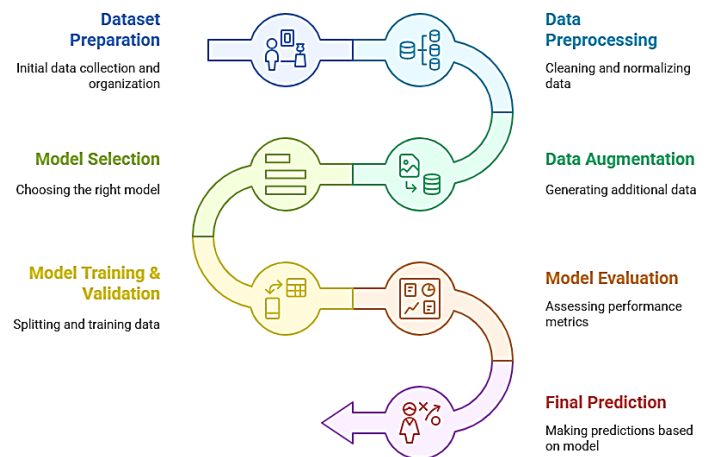 Dataset
Preparation
Initial data collection and
organization
Data
Preprocessing
Cleaning and normalizing
data
Data Augmentation
Generating additional data
Model Selection
Choosing the right model
Model Training &
Validation
Splitting and training data
Model Evaluation
Assessing performance
metrics
Final Prediction
Making predictions based
on model